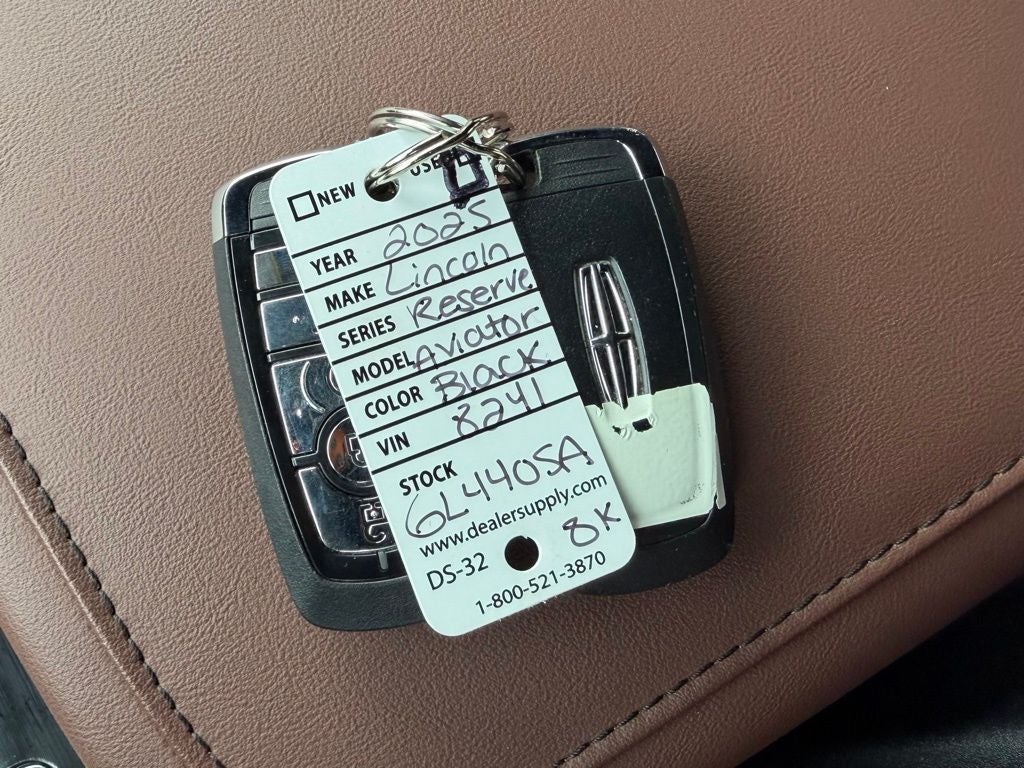 NEW USED
YEAR 2025
MAKE Lincoln
SERIES Reserve
MODEL Aviator
COLOR Black
VIN 8241
STOCK
6L4405A
www.dealersupply.com
DS-32 8K
1-800-521-3870